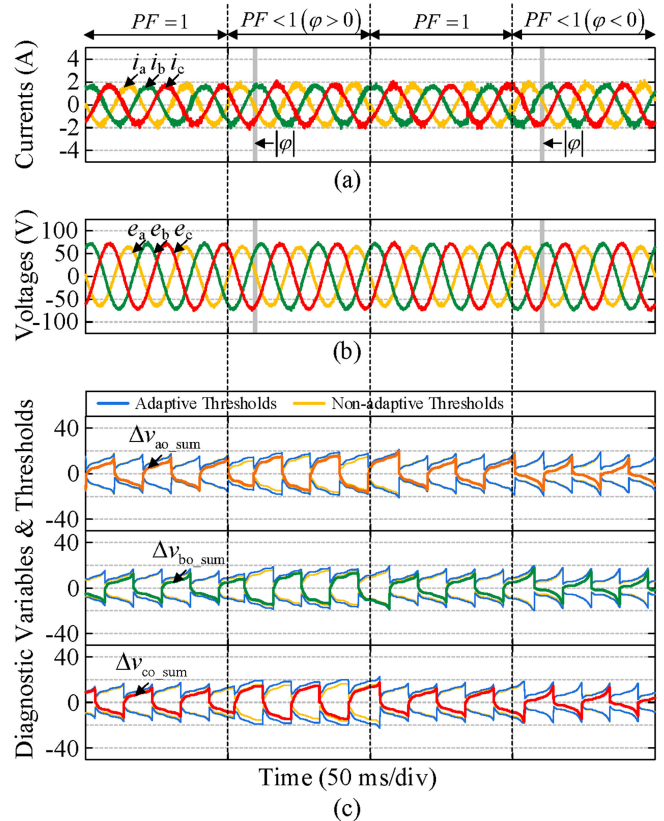 PF = 1 PF < 1 (φ > 0) PF = 1 PF < 1 (φ < 0)
Currents (A)
4
2
0
-2
-4
i_a i_b i_c
|φ| |φ|
(a)
Voltages (V)
100
50
0
-50
-100
e_a e_b e_c
(b)
Diagnostic Variables & Thresholds
Adaptive Thresholds Non-adaptive Thresholds
40
0
-40
Δv_ao_sum
40
0
-40
Δv_bo_sum
40
0
-40
Δv_co_sum
Time (50 ms/div)
(c)